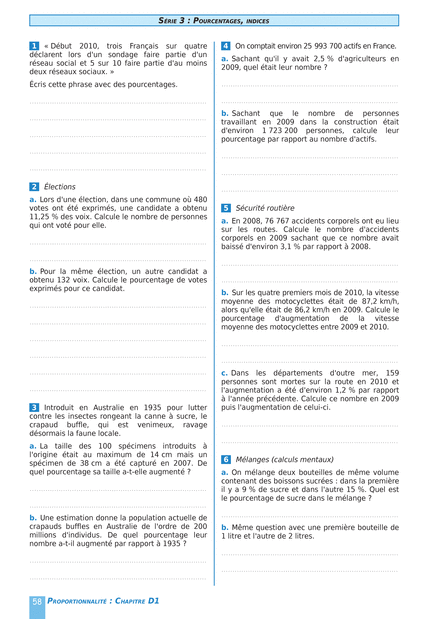 SÉRIE 3 : POURCENTAGES, INDICES
1 « Début 2010, trois Français sur quatre
déclarent lors d'un sondage faire partie d'un
réseau social et 5 sur 10 faire partie d'au moins
deux réseaux sociaux. »
Écris cette phrase avec des pourcentages.
2 Élections
a. Lors d'une élection, dans une commune où 480
votes ont été exprimés, une candidate a obtenu
11,25 % des voix. Calcule le nombre de personnes
qui ont voté pour elle.
b. Pour la même élection, un autre candidat a
obtenu 132 voix. Calcule le pourcentage de votes
exprimés pour ce candidat.
3 Introduit en Australie en 1935 pour lutter
contre les insectes rongeant la canne à sucre, le
crapaud buffle, qui est venimeux, ravage
désormais la faune locale.
a. La taille des 100 spécimens introduits à
l'origine était au maximum de 14 cm mais un
spécimen de 38 cm a été capturé en 2007. De
quel pourcentage sa taille a-t-elle augmenté ?
b. Une estimation donne la population actuelle de
crapauds buffles en Australie de l'ordre de 200
millions d'individus. De quel pourcentage leur
nombre a-t-il augmenté par rapport à 1935 ?
4 On comptait environ 25 993 700 actifs en France.
a. Sachant qu'il y avait 2,5 % d'agriculteurs en
2009, quel était leur nombre ?
b. Sachant que le nombre de personnes
travaillant en 2009 dans la construction était
d'environ 1 723 200 personnes, calcule leur
pourcentage par rapport au nombre d'actifs.
5 Sécurité routière
a. En 2008, 76 767 accidents corporels ont eu lieu
sur les routes. Calcule le nombre d'accidents
corporels en 2009 sachant que ce nombre avait
baissé d'environ 3,1 % par rapport à 2008.
b. Sur les quatre premiers mois de 2010, la vitesse
moyenne des motocyclettes était de 87,2 km/h,
alors qu'elle était de 86,2 km/h en 2009. Calcule le
pourcentage d'augmentation de la vitesse
moyenne des motocyclettes entre 2009 et 2010.
c. Dans les départements d'outre mer, 159
personnes sont mortes sur la route en 2010 et
l'augmentation a été d'environ 1,2 % par rapport
à l'année précédente. Calcule ce nombre en 2009
puis l'augmentation de celui-ci.
6 Mélanges (calculs mentaux)
a. On mélange deux bouteilles de même volume
contenant des boissons sucrées : dans la première
il y a 9 % de sucre et dans l'autre 15 %. Quel est
le pourcentage de sucre dans le mélange ?
b. Même question avec une première bouteille de
1 litre et l'autre de 2 litres.
58 PROPORTIONNALITÉ : CHAPITRE D1